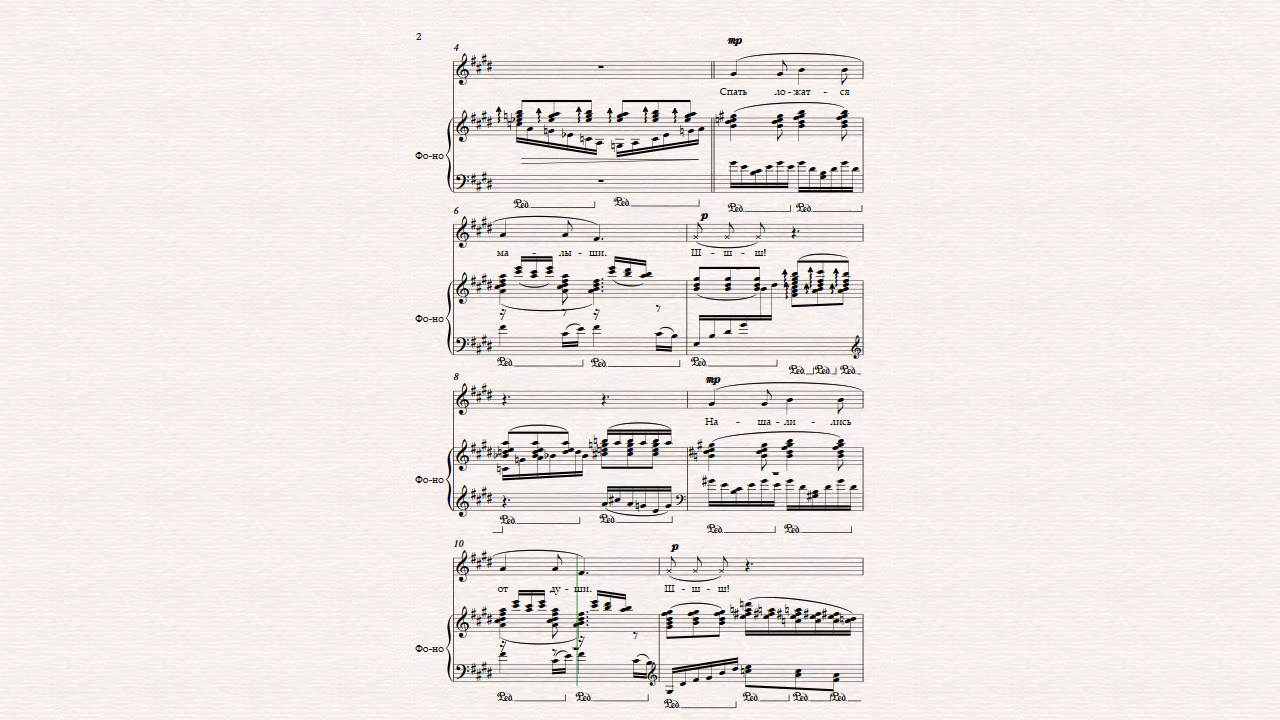 2
4
mp
Спать ло - жат - ся
Фо-но
6
p
ма - лы - ши. Ш - ш - ш!
Фо-но
8
mp
На - ша - ли - лись
Фо-но
10
p
от ду - ши. Ш - ш - ш!
Фо-но